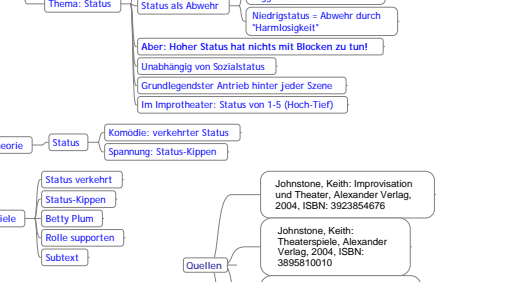 Thema: Status
Status als Abwehr
Niedrigstatus = Abwehr durch
"Harmlosigkeit"
Aber: Hoher Status hat nichts mit Blocken zu tun!
Unabhängig von Sozialstatus
Grundlegendster Antrieb hinter jeder Szene
Im Improtheater: Status von 1-5 (Hoch-Tief)
eorie
Status
Komödie: verkehrter Status
Spannung: Status-Kippen
iele
Status verkehrt
Status-Kippen
Betty Plum
Rolle supporten
Subtext
Quellen
Johnstone, Keith: Improvisation
und Theater, Alexander Verlag,
2004, ISBN: 3923854676
Johnstone, Keith:
Theaterspiele, Alexander
Verlag, 2004, ISBN:
3895810010